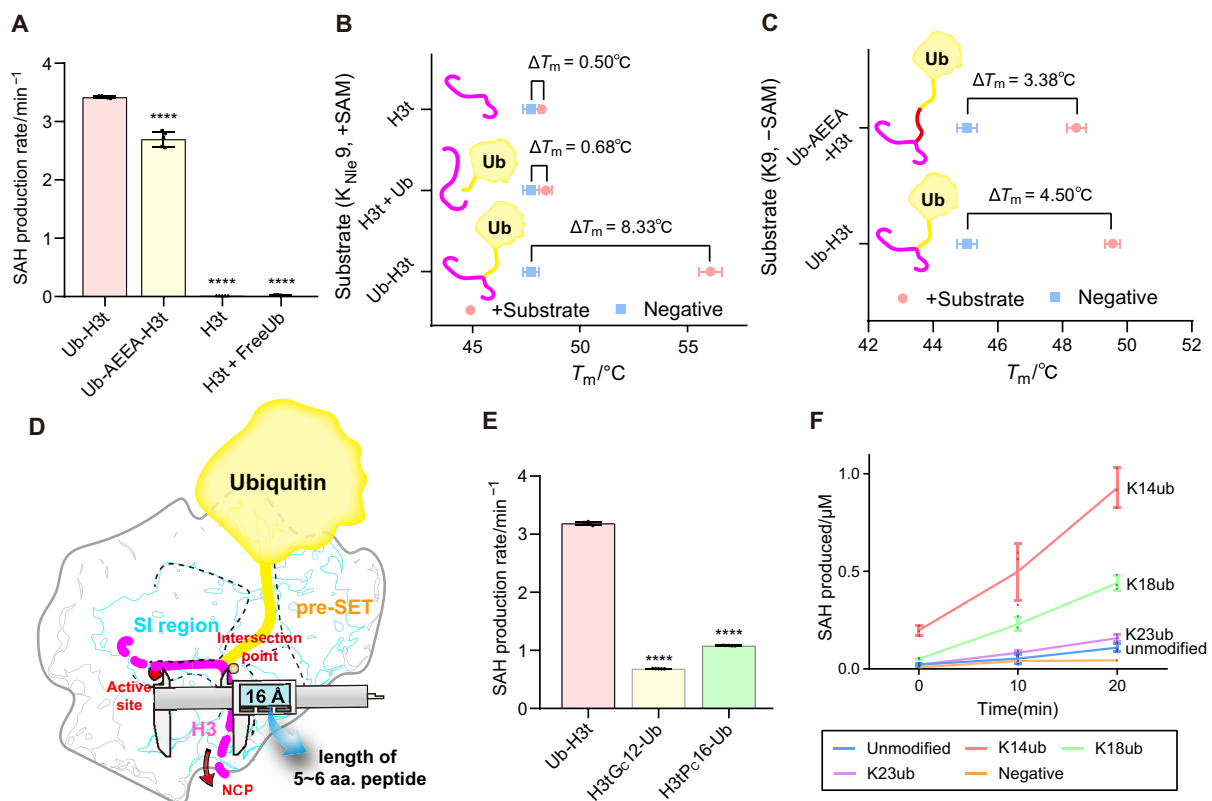 A
SAH production rate/min⁻¹
4
3
2
1
0
****
****
****
Ub-H3t
Ub-AEEA-H3t
H3t
H3t + FreeUb
B
Substrate (K_Nle 9, +SAM)
H3t
H3t + Ub
Ub-H3t
ΔTm = 0.50°C
ΔTm = 0.68°C
ΔTm = 8.33°C
Ub
Ub
+Substrate
Negative
45
50
55
Tm/°C
C
Substrate (K9, −SAM)
Ub-AEEA
-H3t
Ub-H3t
Ub
Ub
ΔTm = 3.38°C
ΔTm = 4.50°C
+Substrate
Negative
42
44
46
48
50
52
Tm/°C
D
Ubiquitin
pre-SET
SI region
Intersection
point
Active
site
16 Å
H3
length of
5~6 aa. peptide
NCP
E
SAH production rate/min⁻¹
4
3
2
1
0
****
****
Ub-H3t
H3tGc12-Ub
H3tPc16-Ub
F
SAH produced/µM
1.0
0.5
0.0
K14ub
K18ub
K23ub
unmodified
0
10
20
Time(min)
Unmodified
K14ub
K18ub
K23ub
Negative